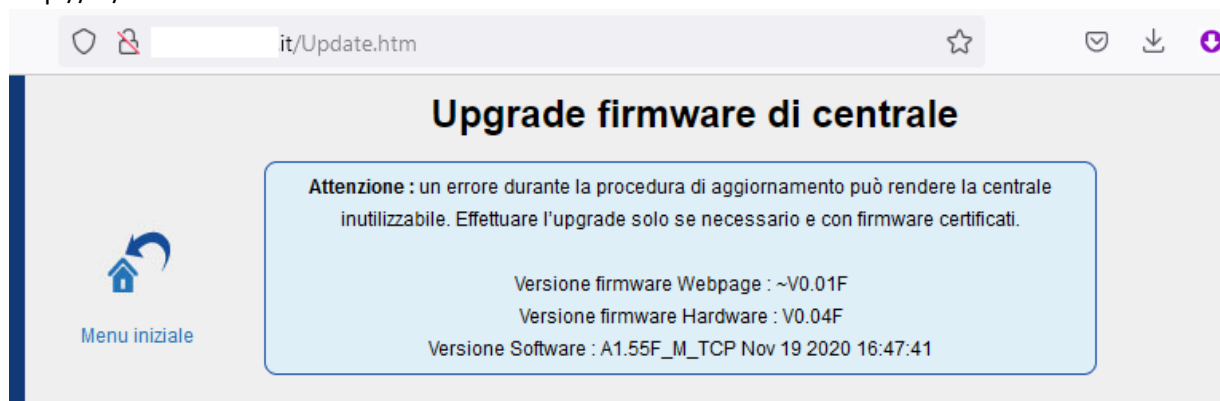 it/Update.htm
Upgrade firmware di centrale
Attenzione : un errore durante la procedura di aggiornamento può rendere la centrale
inutilizzabile. Effettuare l'upgrade solo se necessario e con firmware certificati.
Versione firmware Webpage : ~V0.01F
Versione firmware Hardware : V0.04F
Menu iniziale
Versione Software : A1.55F_M_TCP Nov 19 2020 16:47:41